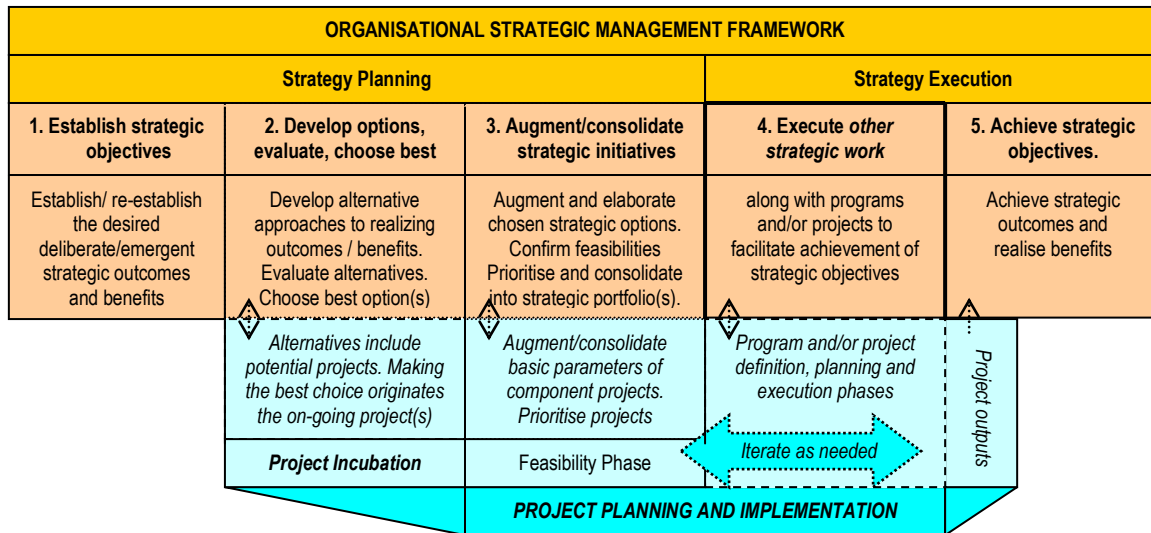 ORGANISATIONAL STRATEGIC MANAGEMENT FRAMEWORK
Strategy Planning
Strategy Execution
1. Establish strategic
objectives
2. Develop options,
evaluate, choose best
3. Augment/consolidate
strategic initiatives
4. Execute other
strategic work
5. Achieve strategic
objectives.
Establish/ re-establish
the desired
deliberate/emergent
strategic outcomes
and benefits
Develop alternative
approaches to realizing
outcomes / benefits.
Evaluate alternatives.
Choose best option(s)
Augment and elaborate
chosen strategic options.
Confirm feasibilities
Prioritise and consolidate
into strategic portfolio(s).
along with programs
and/or projects to
facilitate achievement of
strategic objectives
Achieve strategic
outcomes and
realise benefits
Alternatives include
potential projects. Making
the best choice originates
the on-going project(s)
Augment/consolidate
basic parameters of
component projects.
Prioritise projects
Program and/or project
definition, planning and
execution phases
Project outputs
Project Incubation
Feasibility Phase
Iterate as needed
PROJECT PLANNING AND IMPLEMENTATION